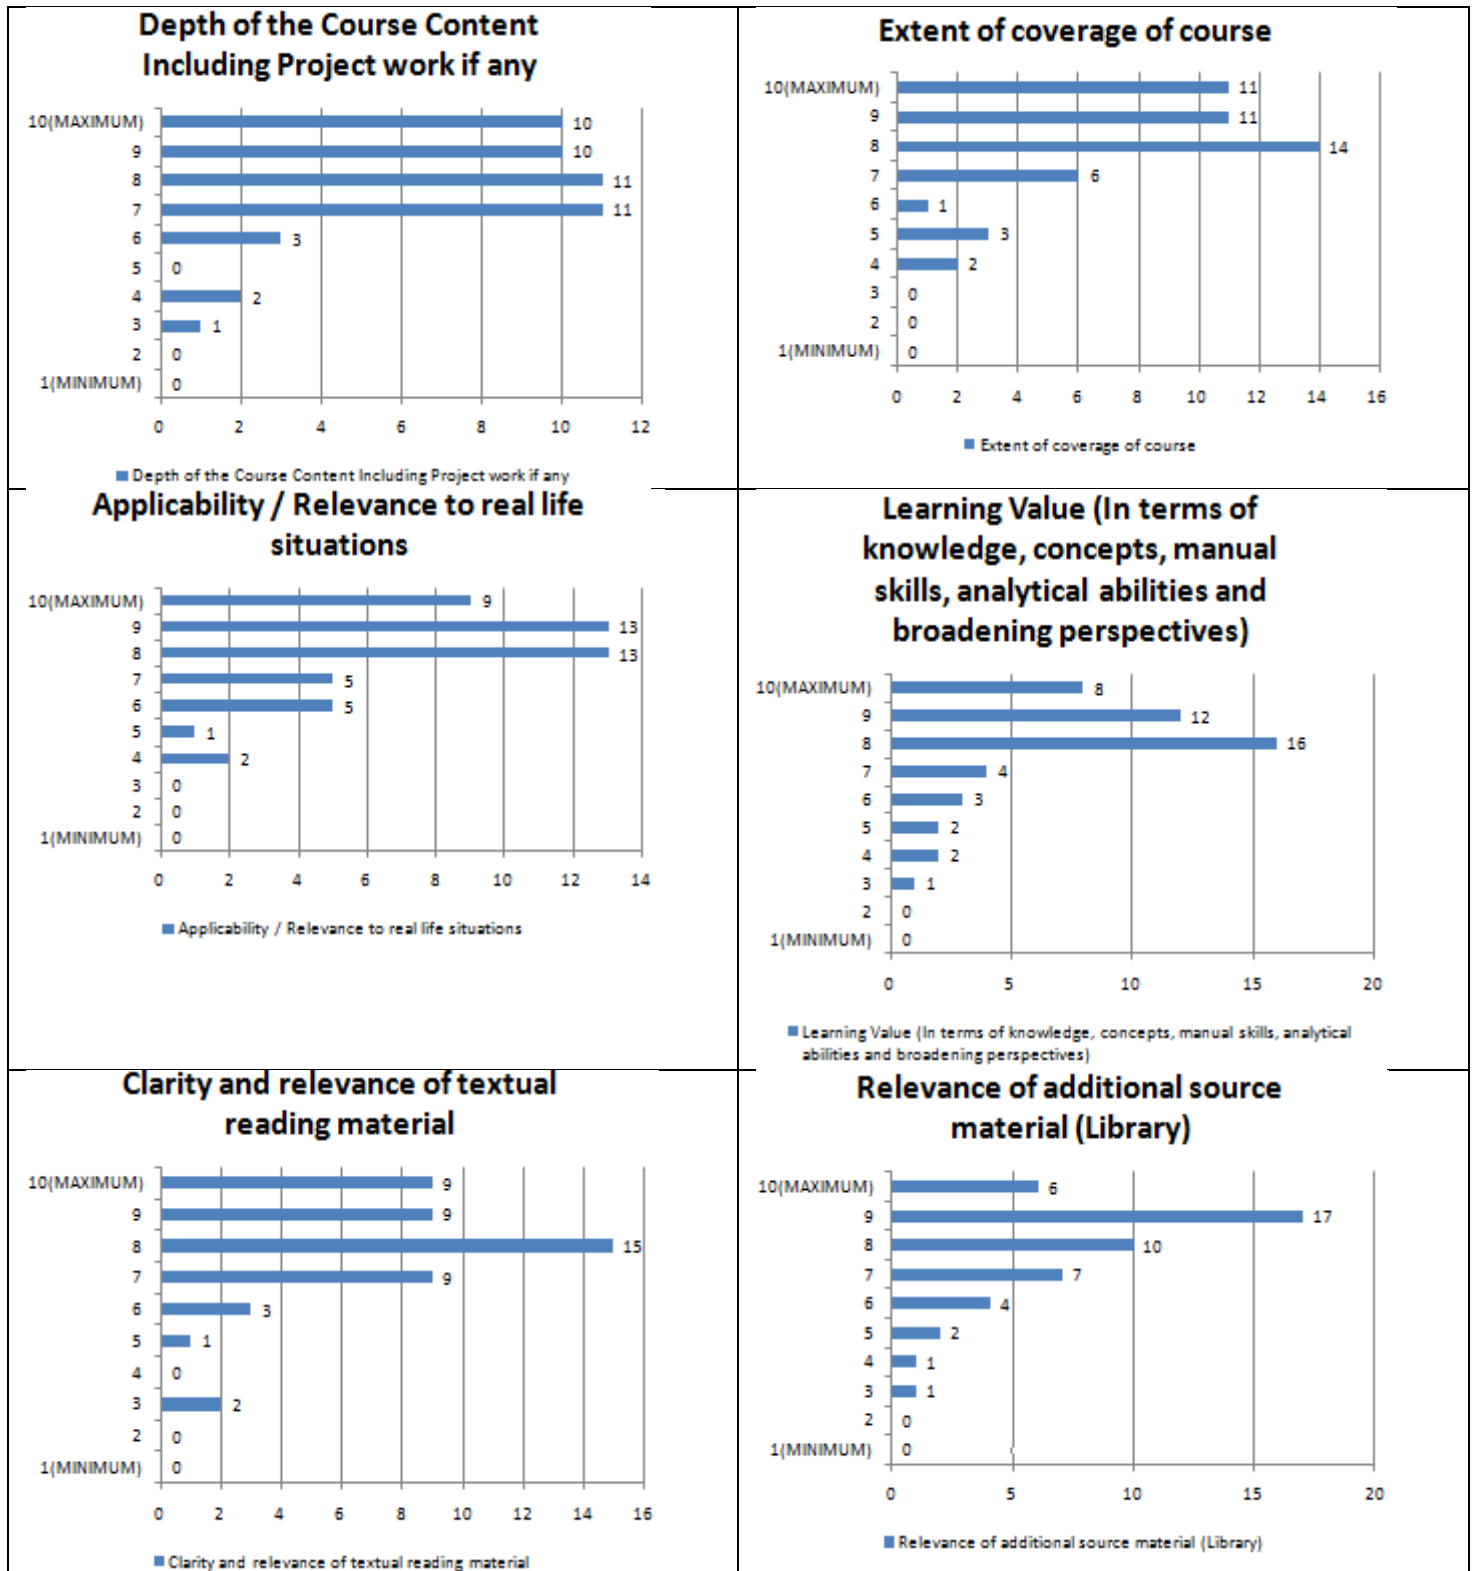 Depth of the Course Content
Including Project work if any
10(MAXIMUM) 10
9 10
8 11
7 11
6 3
5 0
4 2
3 1
2 0
1(MINIMUM) 0
0 2 4 6 8 10 12
Depth of the Course Content Including Project work if any
Extent of coverage of course
10(MAXIMUM) 11
9 11
8 14
7 6
6 1
5 3
4 2
3 0
2 0
1(MINIMUM) 0
0 2 4 6 8 10 12 14 16
Extent of coverage of course
Applicability / Relevance to real life
situations
10(MAXIMUM) 9
9 13
8 13
7 5
6 5
5 1
4 2
3 0
2 0
1(MINIMUM) 0
0 2 4 6 8 10 12 14
Applicability / Relevance to real life situations
Learning Value (In terms of
knowledge, concepts, manual
skills, analytical abilities and
broadening perspectives)
10(MAXIMUM) 8
9 12
8 16
7 4
6 3
5 2
4 2
3 1
2 0
1(MINIMUM) 0
0 5 10 15 20
Learning Value (In terms of knowledge, concepts, manual skills, analytical
abilities and broadening perspectives)
Clarity and relevance of textual
reading material
10(MAXIMUM) 9
9 9
8 15
7 9
6 3
5 1
4 0
3 2
2 0
1(MINIMUM) 0
0 2 4 6 8 10 12 14 16
Clarity and relevance of textual reading material
Relevance of additional source
material (Library)
10(MAXIMUM) 6
9 17
8 10
7 7
6 4
5 2
4 1
3 1
2 0
1(MINIMUM) 0
0 5 10 15 20
Relevance of additional source material (Library)